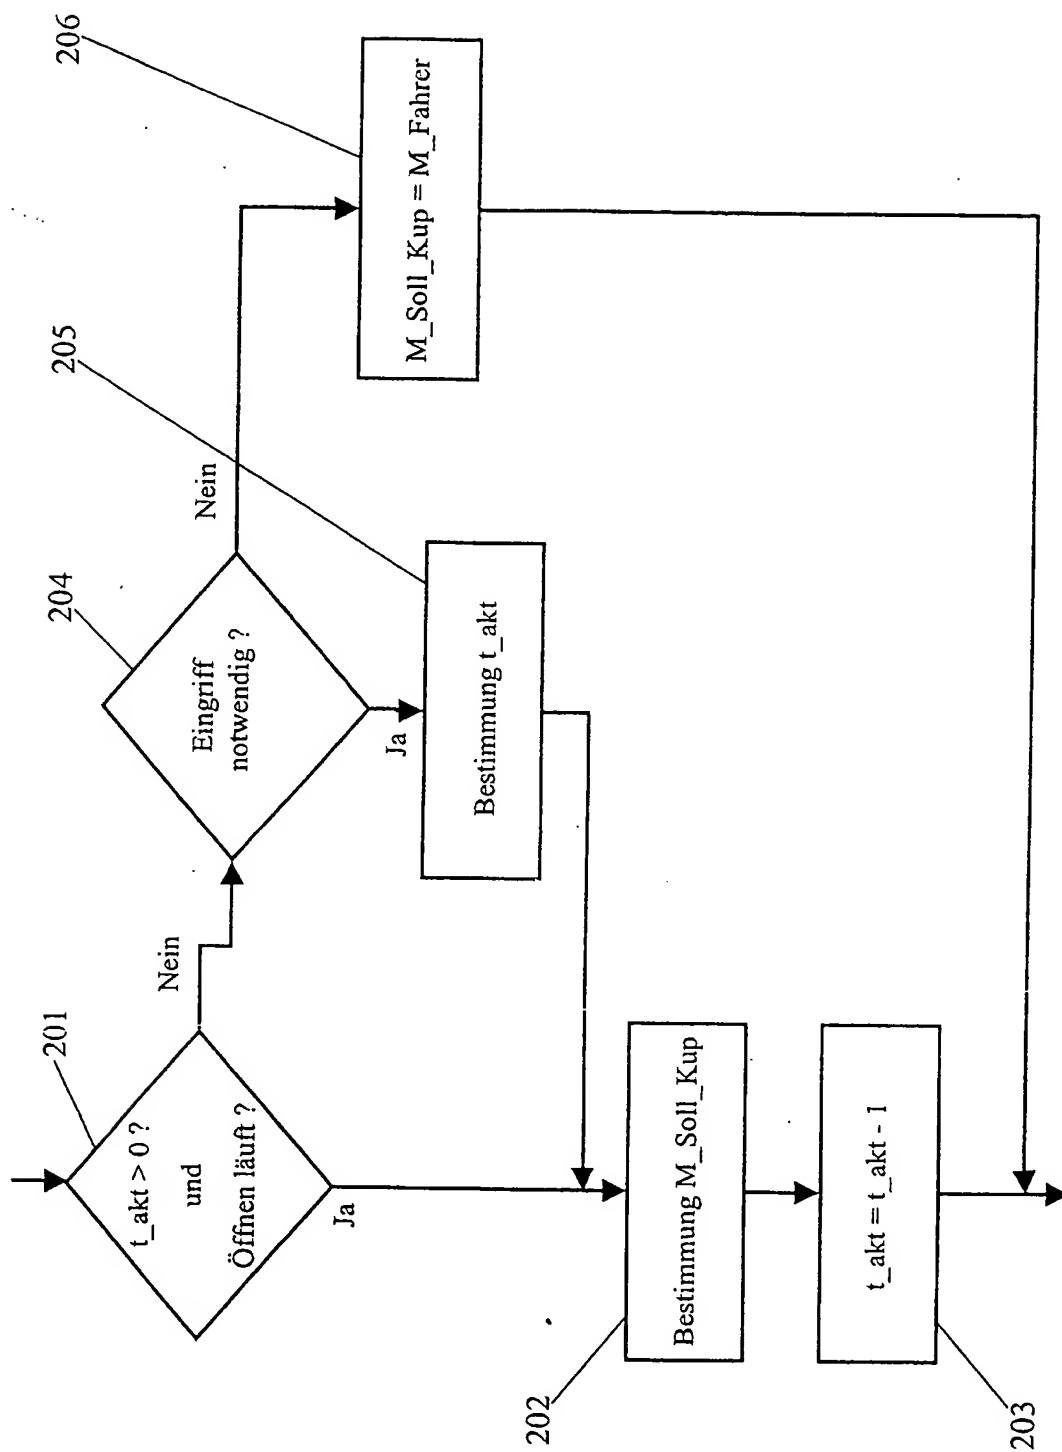 201
t_akt > 0 ?
und
Öffnen läuft ?
Nein
Ja
204
Eingriff
notwendig ?
Nein
Ja
205
Bestimmung t_akt
206
M_Soll_Kup = M_Fahrer
202
Bestimmung M_Soll_Kup
203
t_akt = t_akt - 1